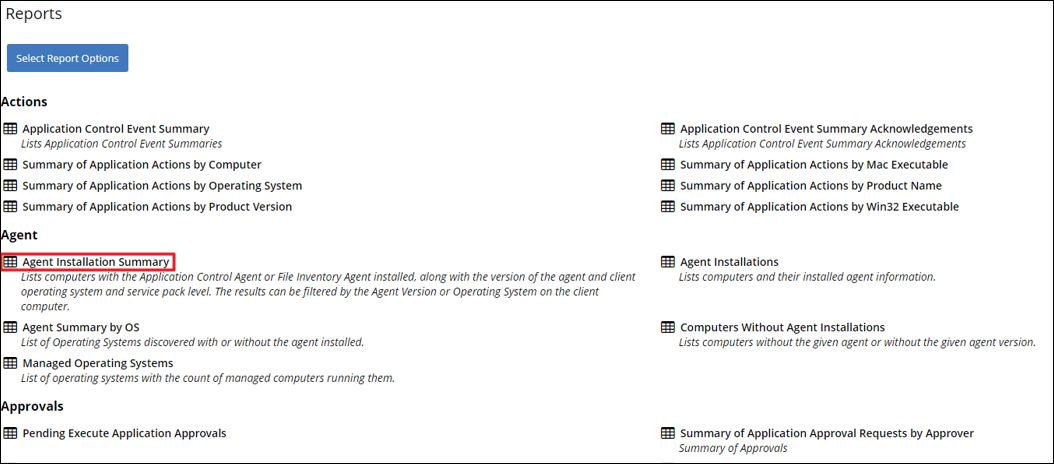 Reports
Select Report Options
Actions
Application Control Event Summary
Lists Application Control Event Summaries
Application Control Event Summary Acknowledgements
Lists Application Control Event Summary Acknowledgements
Summary of Application Actions by Computer
Summary of Application Actions by Mac Executable
Summary of Application Actions by Operating System
Summary of Application Actions by Product Name
Summary of Application Actions by Product Version
Summary of Application Actions by Win32 Executable
Agent
Agent Installation Summary
Lists computers with the Application Control Agent or File Inventory Agent installed, along with the version of the agent and client
operating system and service pack level. The results can be filtered by the Agent Version or Operating System on the client
computer.
Agent Installations
Lists computers and their installed agent information.
Agent Summary by OS
List of Operating Systems discovered with or without the agent installed.
Computers Without Agent Installations
Lists computers without the given agent or without the given agent version.
Managed Operating Systems
List of operating systems with the count of managed computers running them.
Approvals
Pending Execute Application Approvals
Summary of Application Approval Requests by Approver
Summary of Approvals